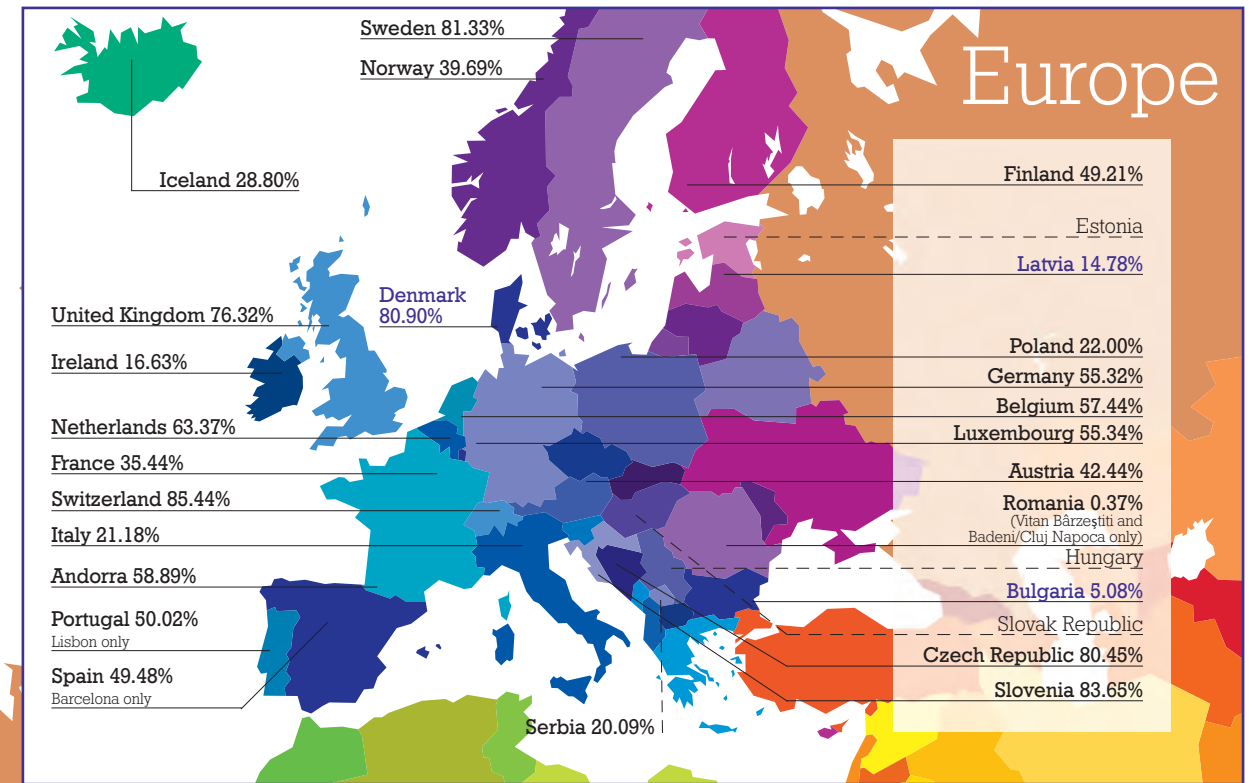 Europe
Sweden 81.33%
Norway 39.69%
Iceland 28.80%
Denmark
80.90%
United Kingdom 76.32%
Ireland 16.63%
Netherlands 63.37%
France 35.44%
Switzerland 85.44%
Italy 21.18%
Andorra 58.89%
Portugal 50.02%
Lisbon only
Spain 49.48%
Barcelona only
Serbia 20.09%
Finland 49.21%
Estonia
Latvia 14.78%
Poland 22.00%
Germany 55.32%
Belgium 57.44%
Luxembourg 55.34%
Austria 42.44%
Romania 0.37%
(Vitan Bârzeştiti and
Badeni/Cluj Napoca only)
Hungary
Bulgaria 5.08%
Slovak Republic
Czech Republic 80.45%
Slovenia 83.65%